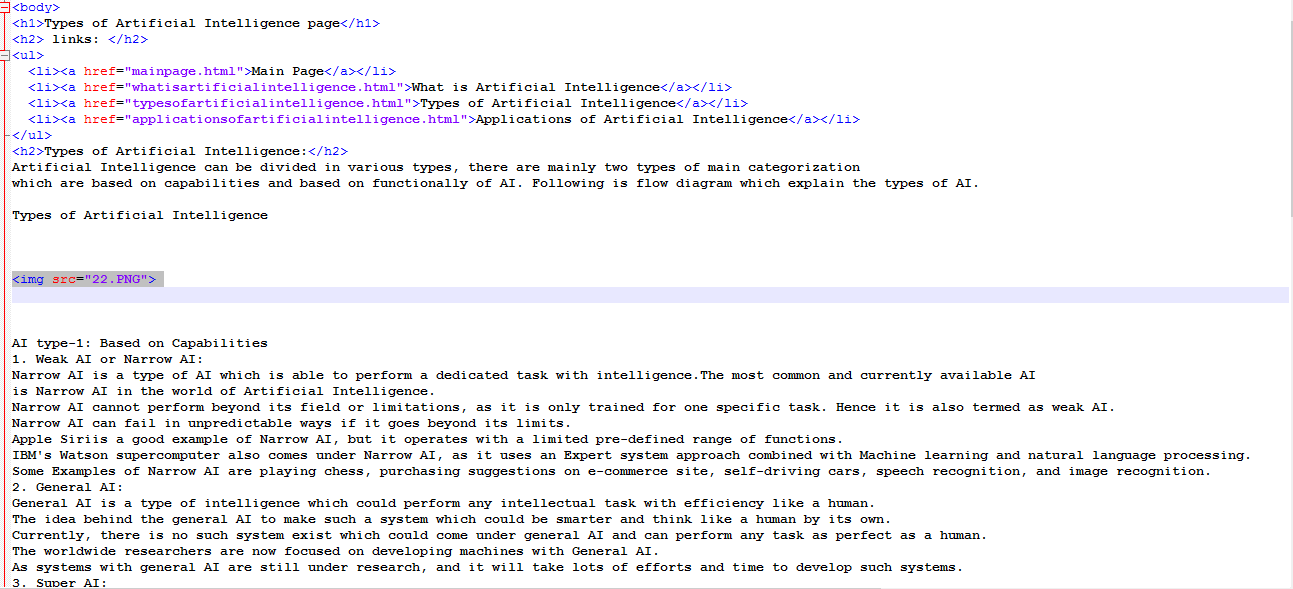 <body>
<h1>Types of Artificial Intelligence page</h1>
<h2> links: </h2>
<ul>
<li><a href="mainpage.html">Main Page</a></li>
<li><a href="whatisartificialintelligence.html">What is Artificial Intelligence</a></li>
<li><a href="typesofartificialintelligence.html">Types of Artificial Intelligence</a></li>
<li><a href="applicationsofartificialintelligence.html">Applications of Artificial Intelligence</a></li>
</ul>
<h2>Types of Artificial Intelligence:</h2>
Artificial Intelligence can be divided in various types, there are mainly two types of main categorization
which are based on capabilities and based on functionally of AI. Following is flow diagram which explain the types of AI.
Types of Artificial Intelligence
<img src="22.PNG">
AI type-1: Based on Capabilities
1. Weak AI or Narrow AI:
Narrow AI is a type of AI which is able to perform a dedicated task with intelligence.The most common and currently available AI
is Narrow AI in the world of Artificial Intelligence.
Narrow AI cannot perform beyond its field or limitations, as it is only trained for one specific task. Hence it is also termed as weak AI.
Narrow AI can fail in unpredictable ways if it goes beyond its limits.
Apple Siriis a good example of Narrow AI, but it operates with a limited pre-defined range of functions.
IBM's Watson supercomputer also comes under Narrow AI, as it uses an Expert system approach combined with Machine learning and natural language processing.
Some Examples of Narrow AI are playing chess, purchasing suggestions on e-commerce site, self-driving cars, speech recognition, and image recognition.
2. General AI:
General AI is a type of intelligence which could perform any intellectual task with efficiency like a human.
The idea behind the general AI to make such a system which could be smarter and think like a human by its own.
Currently, there is no such system exist which could come under general AI and can perform any task as perfect as a human.
The worldwide researchers are now focused on developing machines with General AI.
As systems with general AI are still under research, and it will take lots of efforts and time to develop such systems.
3. Super AI: